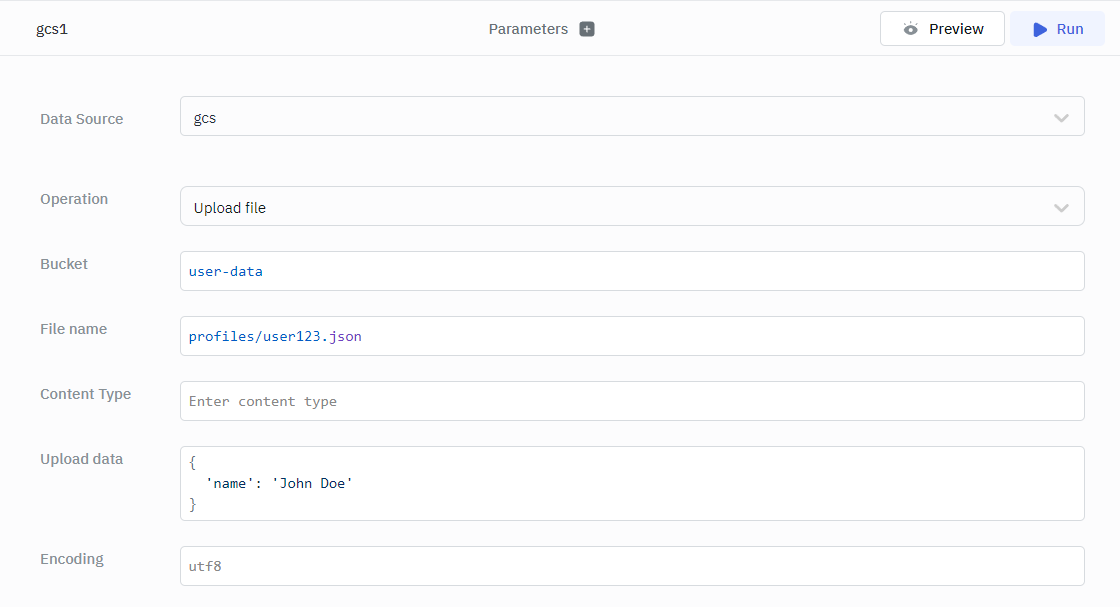 gcs1
Parameters +
Preview
Run
Data Source
gcs
Operation
Upload file
Bucket
user-data
File name
profiles/user123.json
Content Type
Enter content type
Upload data
{
  'name': 'John Doe'
}
Encoding
utf8